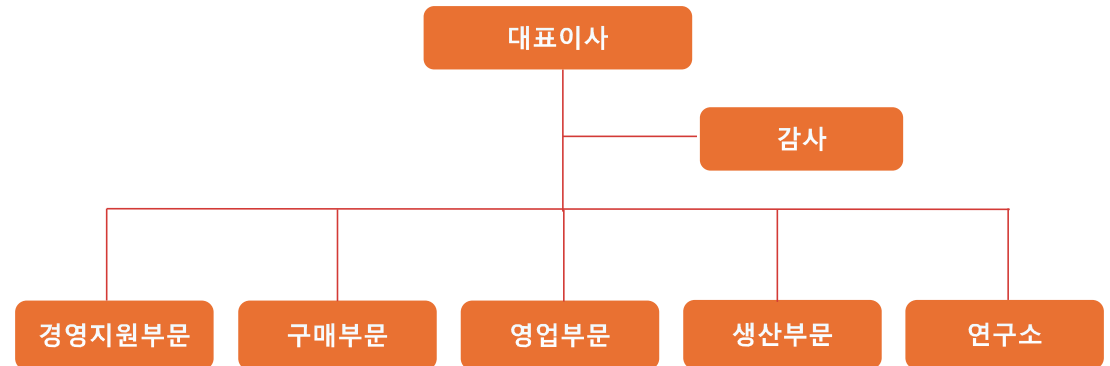 대표이사
감사
경영지원부문
구매부문
영업부문
생산부문
연구소